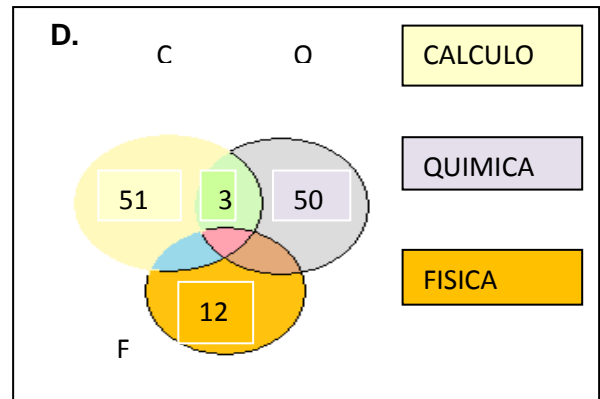 D.
C O
CALCULO
QUIMICA
51 3 50
FISICA
12
F